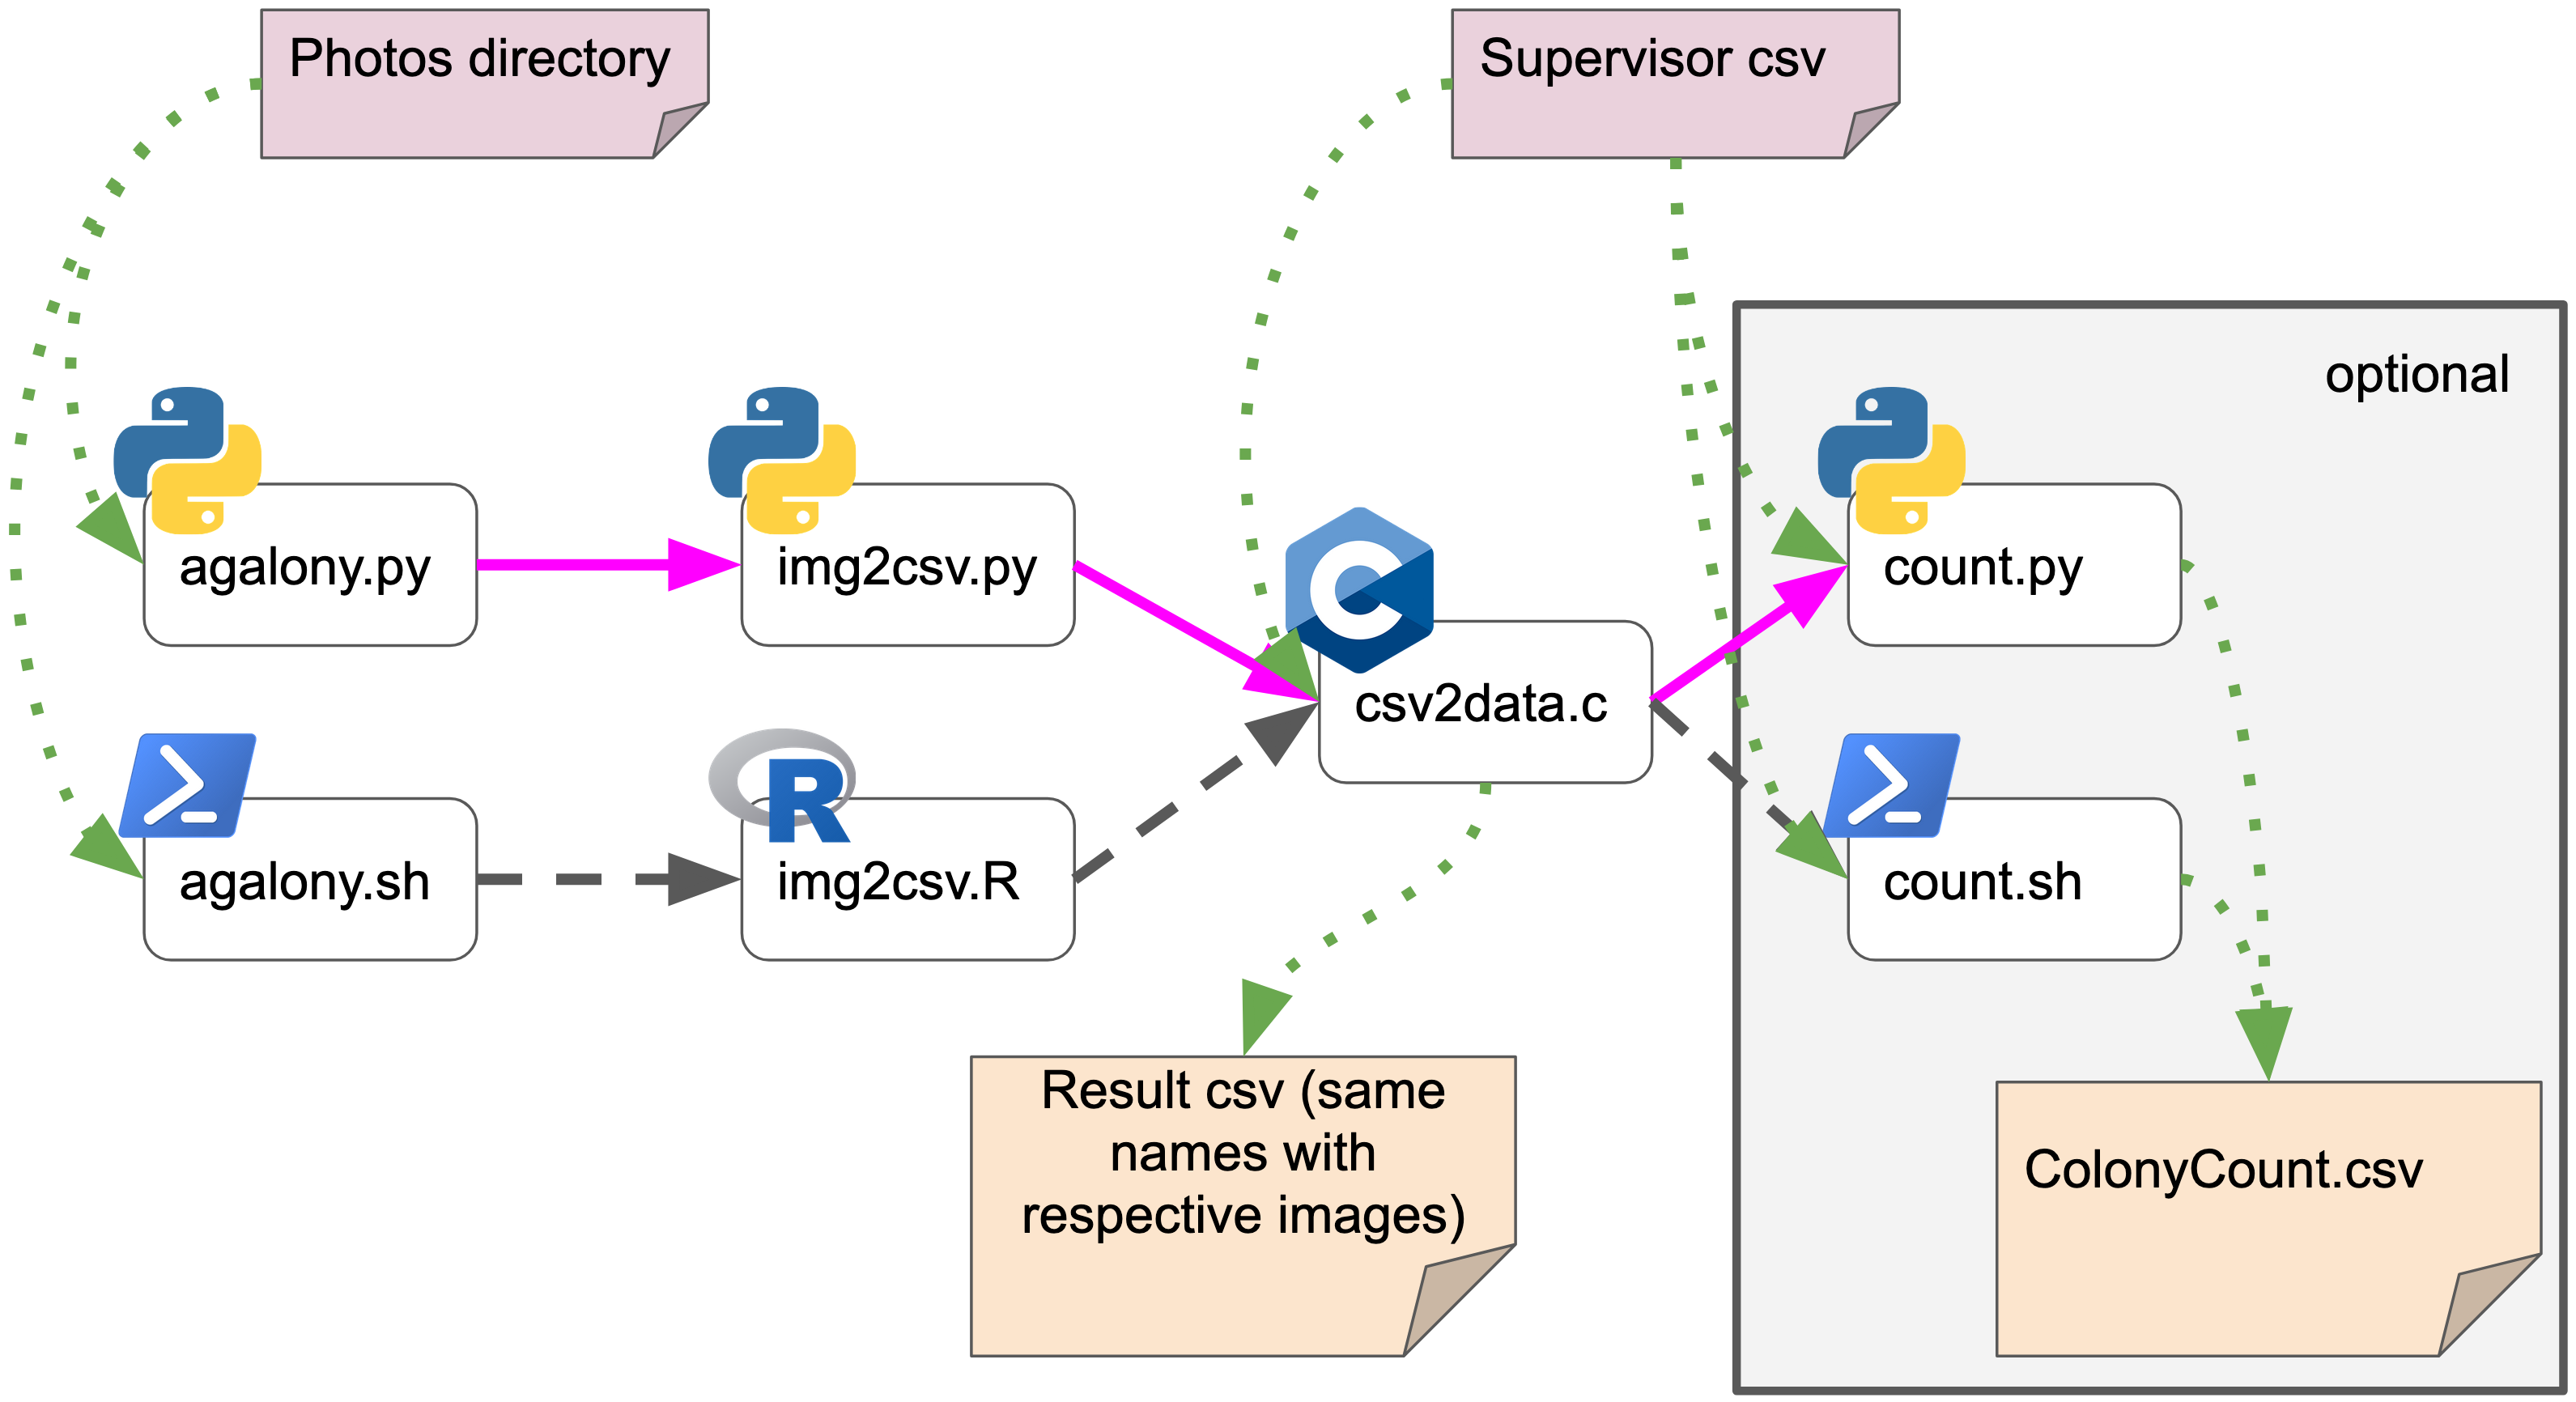 Photos directory
Supervisor csv
optional
agalony.py
img2csv.py
count.py
csv2data.c
agalony.sh
img2csv.R
count.sh
Result csv (same
names with
respective images)
ColonyCount.csv